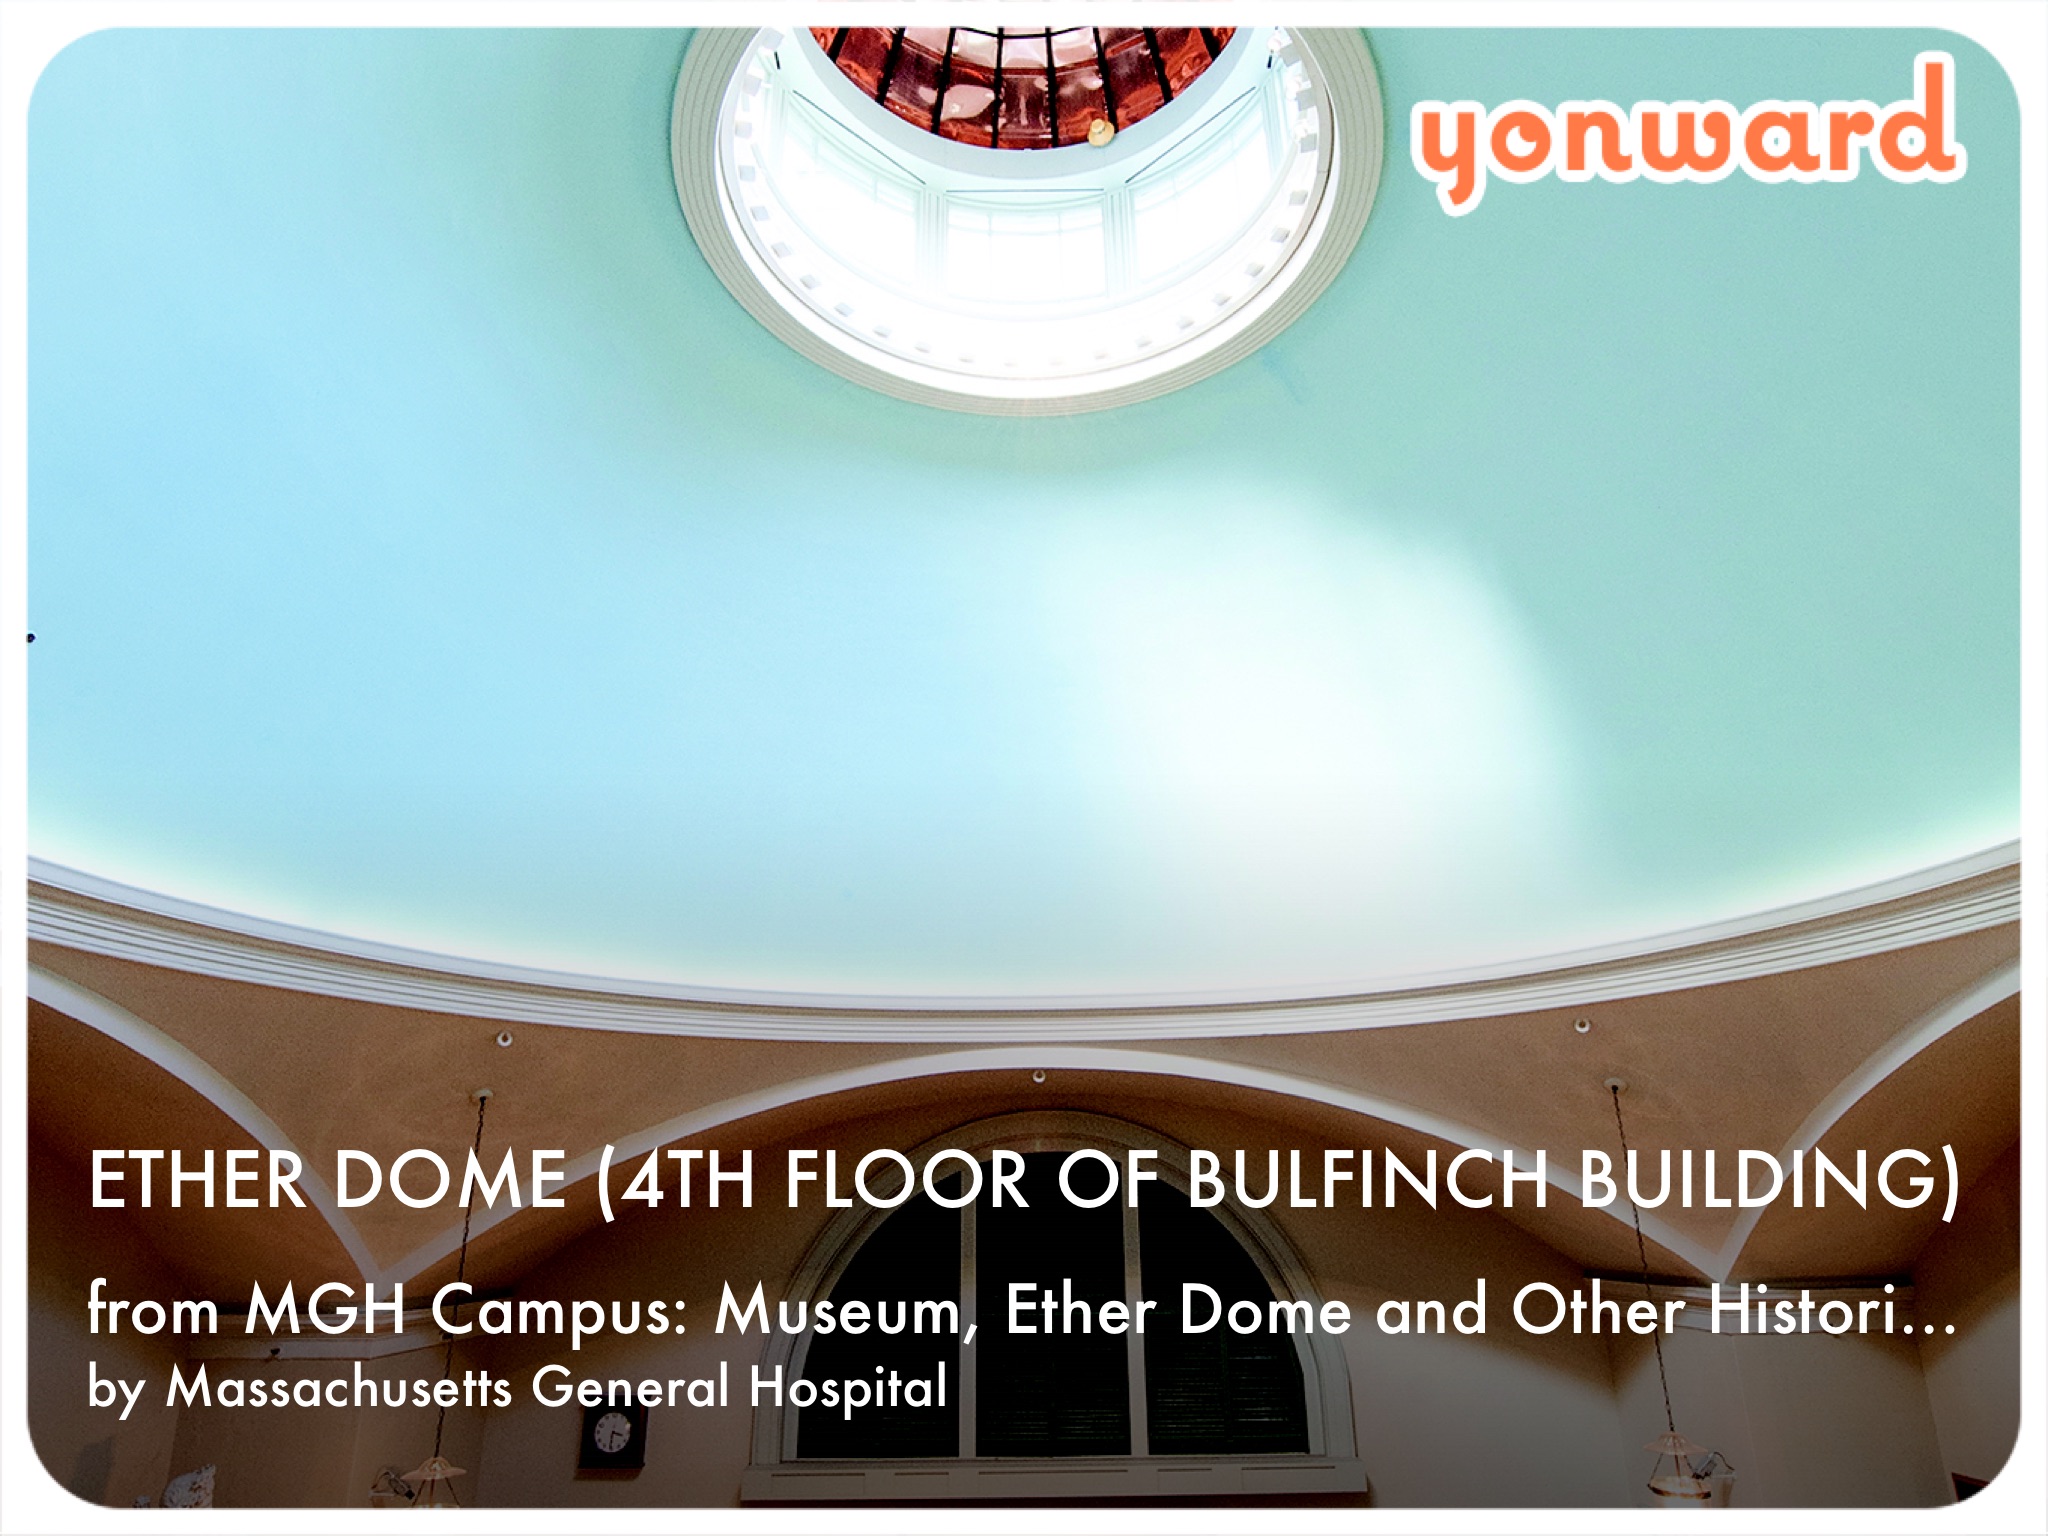 yonward
ETHER DOME (4TH FLOOR OF BULFINCH BUILDING)
from MGH Campus: Museum, Ether Dome and Other Histori...
by Massachusetts General Hospital